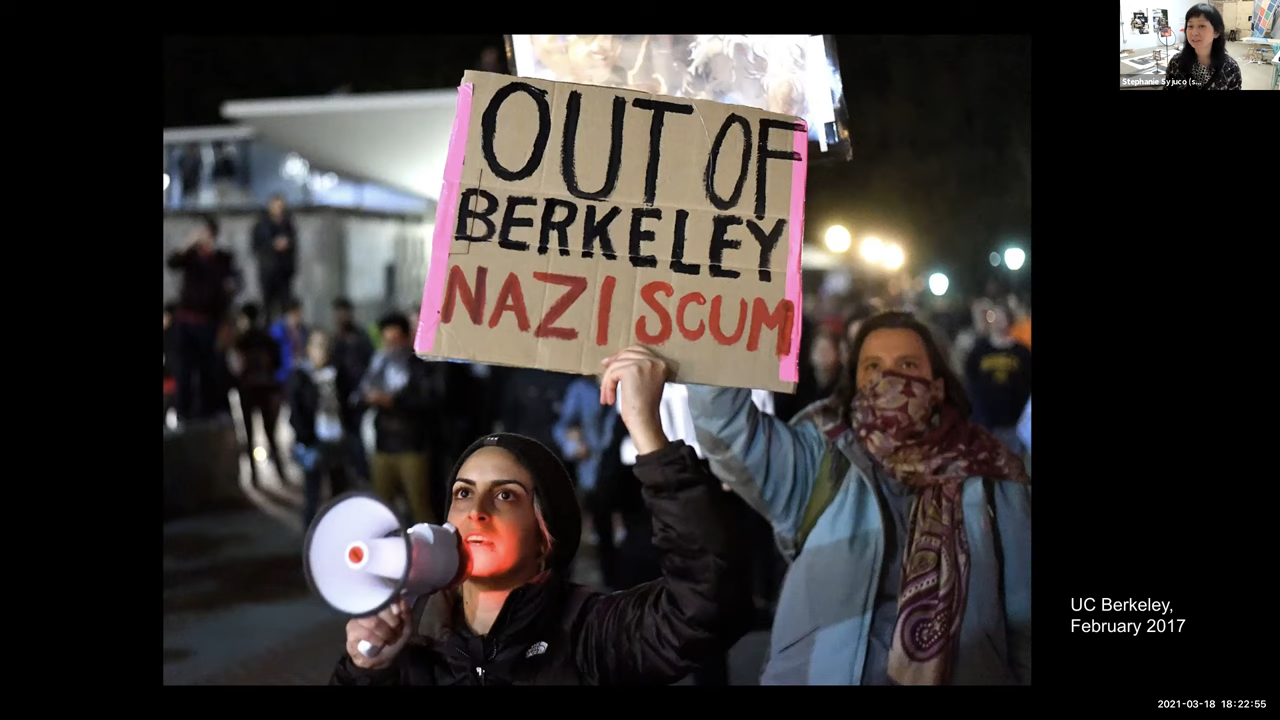 Stephanie Syjuco (s...
OUT OF
BERKELEY
NAZI SCUM
UC Berkeley,
February 2017
2021-03-18 18:22:55